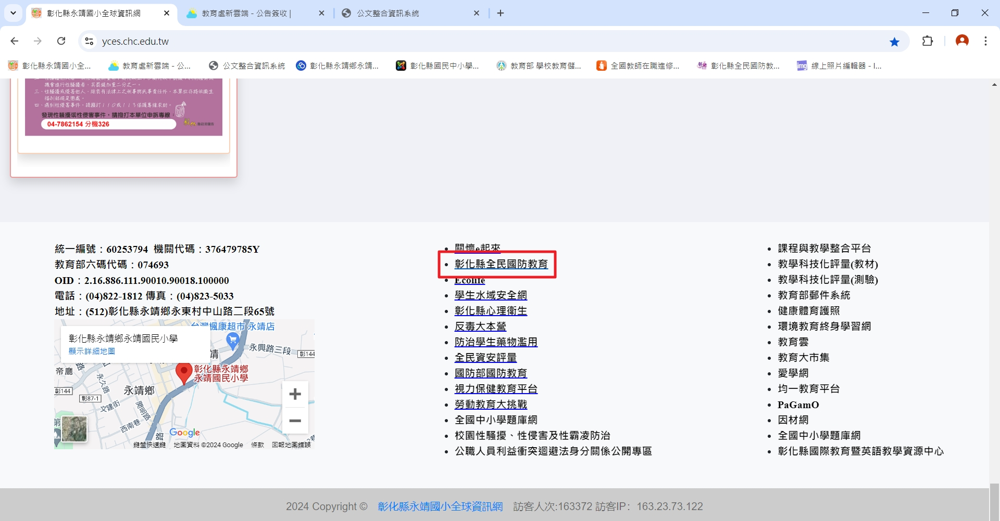 彰化縣永靖國小全球資訊網
教育處新雲端 - 公告簽收 |
公文整合資訊系統
yces.chc.edu.tw
彰化縣永靖國小全...
教育處新雲端 - 公...
公文整合資訊系統
彰化縣永靖鄉永靖...
彰化縣國民中小學...
教育部 學校教育儲...
全國教師在職進修...
彰化縣全民國防教...
img 線上照片編輯器 - I...
機會進行性騷擾者，其罰鍰加重二分之一。
三、性騷擾或侵害他人，除負有法律上之刑事與民事責任外，本單位亦將依衛生
福利部規定懲處。
四、遇到性侵害事件，請撥打110或113保護專線求助。
發現性騷擾或性侵害事件，請撥打本單位申訴專線：
04-7862154 分機326
統一編號：60253794 機關代碼：376479785Y
教育部六碼代碼：074693
OID：2.16.886.111.90010.90018.100000
電話：(04)822-1812 傳真：(04)823-5033
地址：(512)彰化縣永靖鄉永東村中山路二段65號
台灣楓康超市 永靖店
彰化縣永靖鄉永靖國民小學
顯示詳細地圖
永興路三段
彰144
靖
帝廳
永久路
彰化縣永靖鄉
永靖國民小學
彰144
永靖鄉
彰87-1
文建街
開明路
第
西南巷
路
Google
鍵盤快速鍵 地圖資料 ©2024 Google 條款 回報地圖錯誤
關懷e起來
彰化縣全民國防教育
Ecolife
學生水域安全網
彰化縣心理衛生
反毒大本營
防治學生藥物濫用
全民資安評量
國防部國防教育
視力保健教育平台
勞動教育大挑戰
全國中小學題庫網
校園性騷擾、性侵害及性霸凌防治
公職人員利益衝突迴避法身分關係公開專區
課程與教學整合平台
教學科技化評量(教材)
教學科技化評量(測驗)
教育部郵件系統
健康體育護照
環境教育終身學習網
教育雲
教育大市集
愛學網
均一教育平台
PaGamO
因材網
全國中小學題庫網
彰化縣國際教育暨英語教學資源中心
2024 Copyright © 彰化縣永靖國小全球資訊網 訪客人次:163372 訪客IP：163.23.73.122